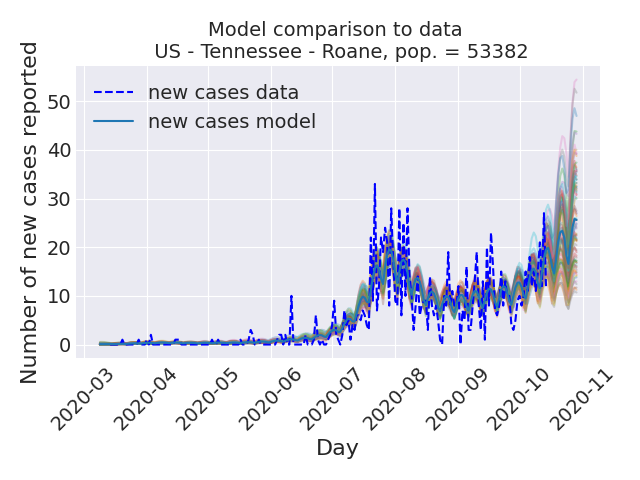 Model comparison to data
US - Tennessee - Roane, pop. = 53382
Number of new cases reported
50
40
30
20
10
0
new cases data
new cases model
2020-03
2020-04
2020-05
2020-06
2020-07
2020-08
2020-09
2020-10
2020-11
Day